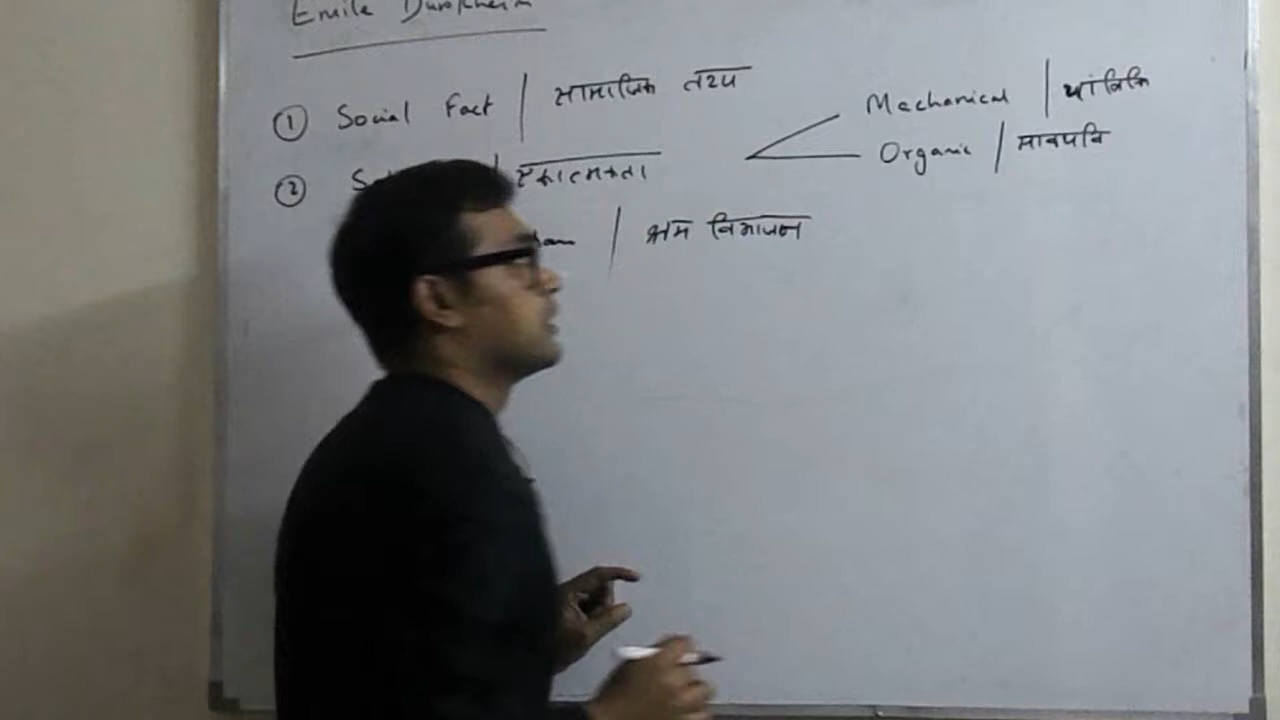 Emile Durkheim
① Social Fact | सामाजिक तथ्य
Mechanical | यांत्रिक
② | एकात्मकता
Organic | सावयवि
| श्रम विभाजन